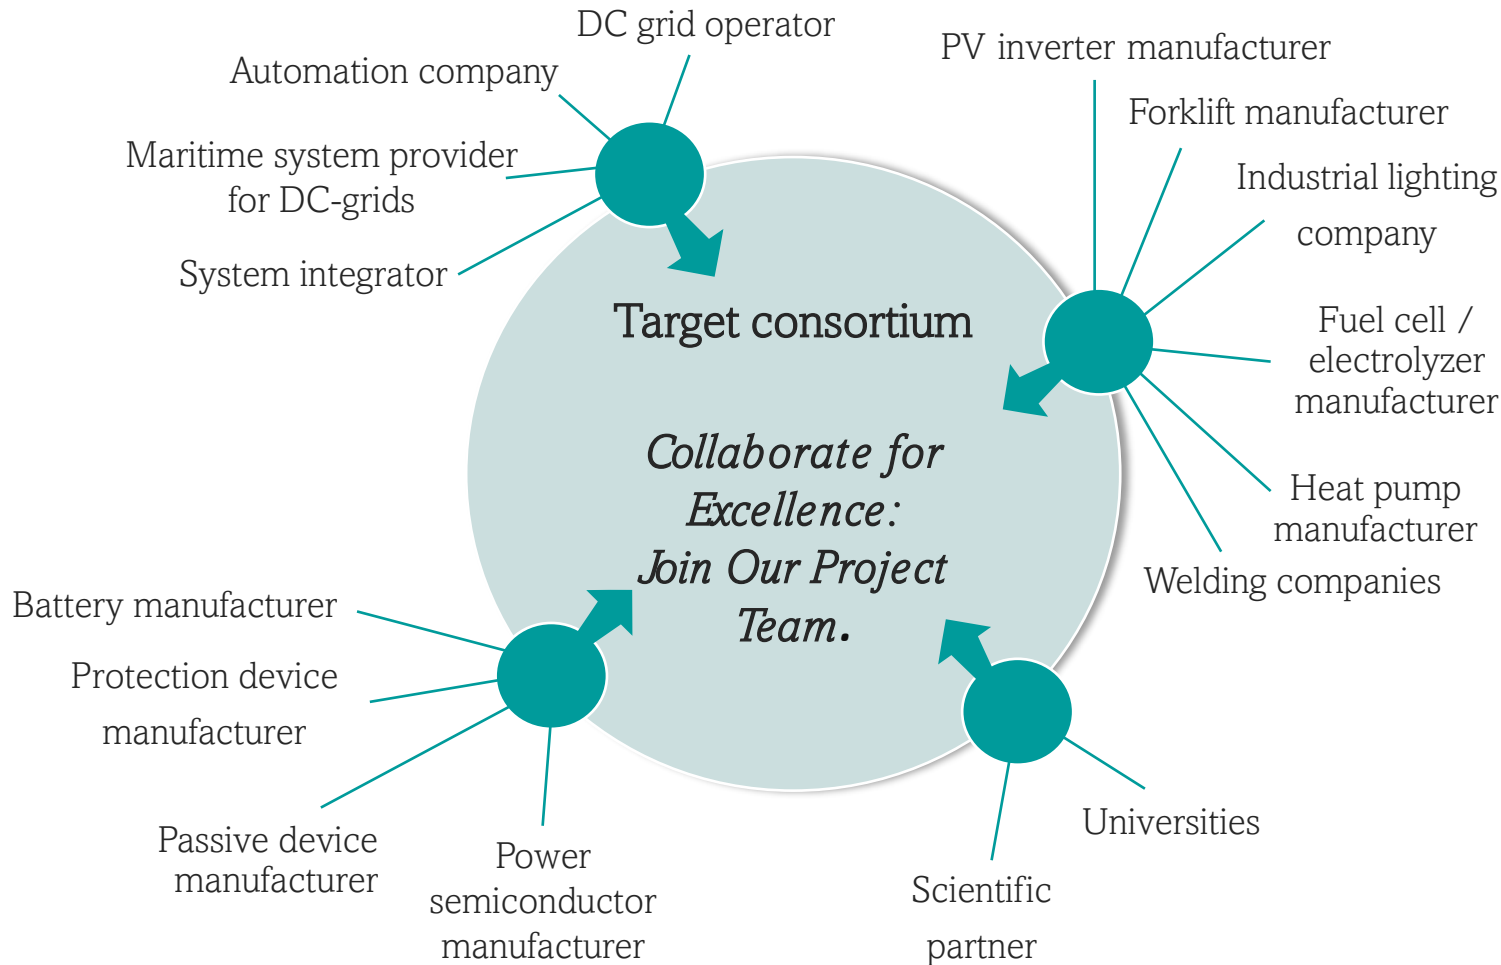 DC grid operator
Automation company
Maritime system provider
for DC-grids
System integrator
PV inverter manufacturer
Forklift manufacturer
Industrial lighting
company
Fuel cell /
electrolyzer
manufacturer
Heat pump
manufacturer
Welding companies
Target consortium
Collaborate for
Excellence:
Join Our Project
Team.
Battery manufacturer
Protection device
manufacturer
Passive device
manufacturer
Power
semiconductor
manufacturer
Universities
Scientific
partner